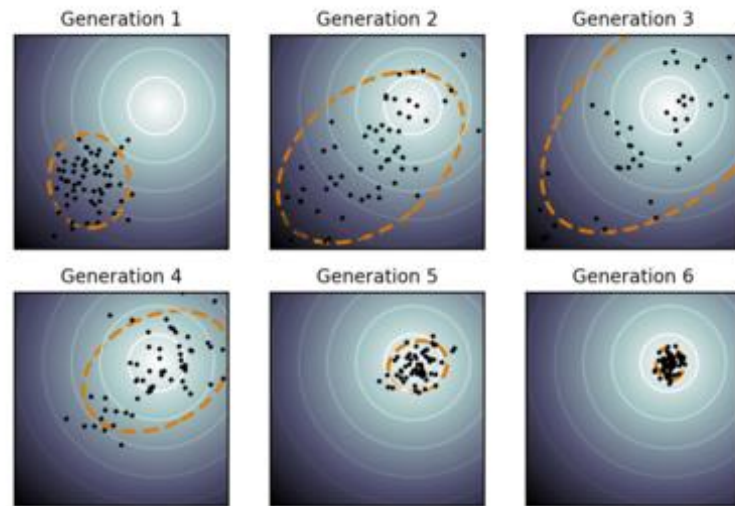 Generation 1
Generation 2
Generation 3
Generation 4
Generation 5
Generation 6